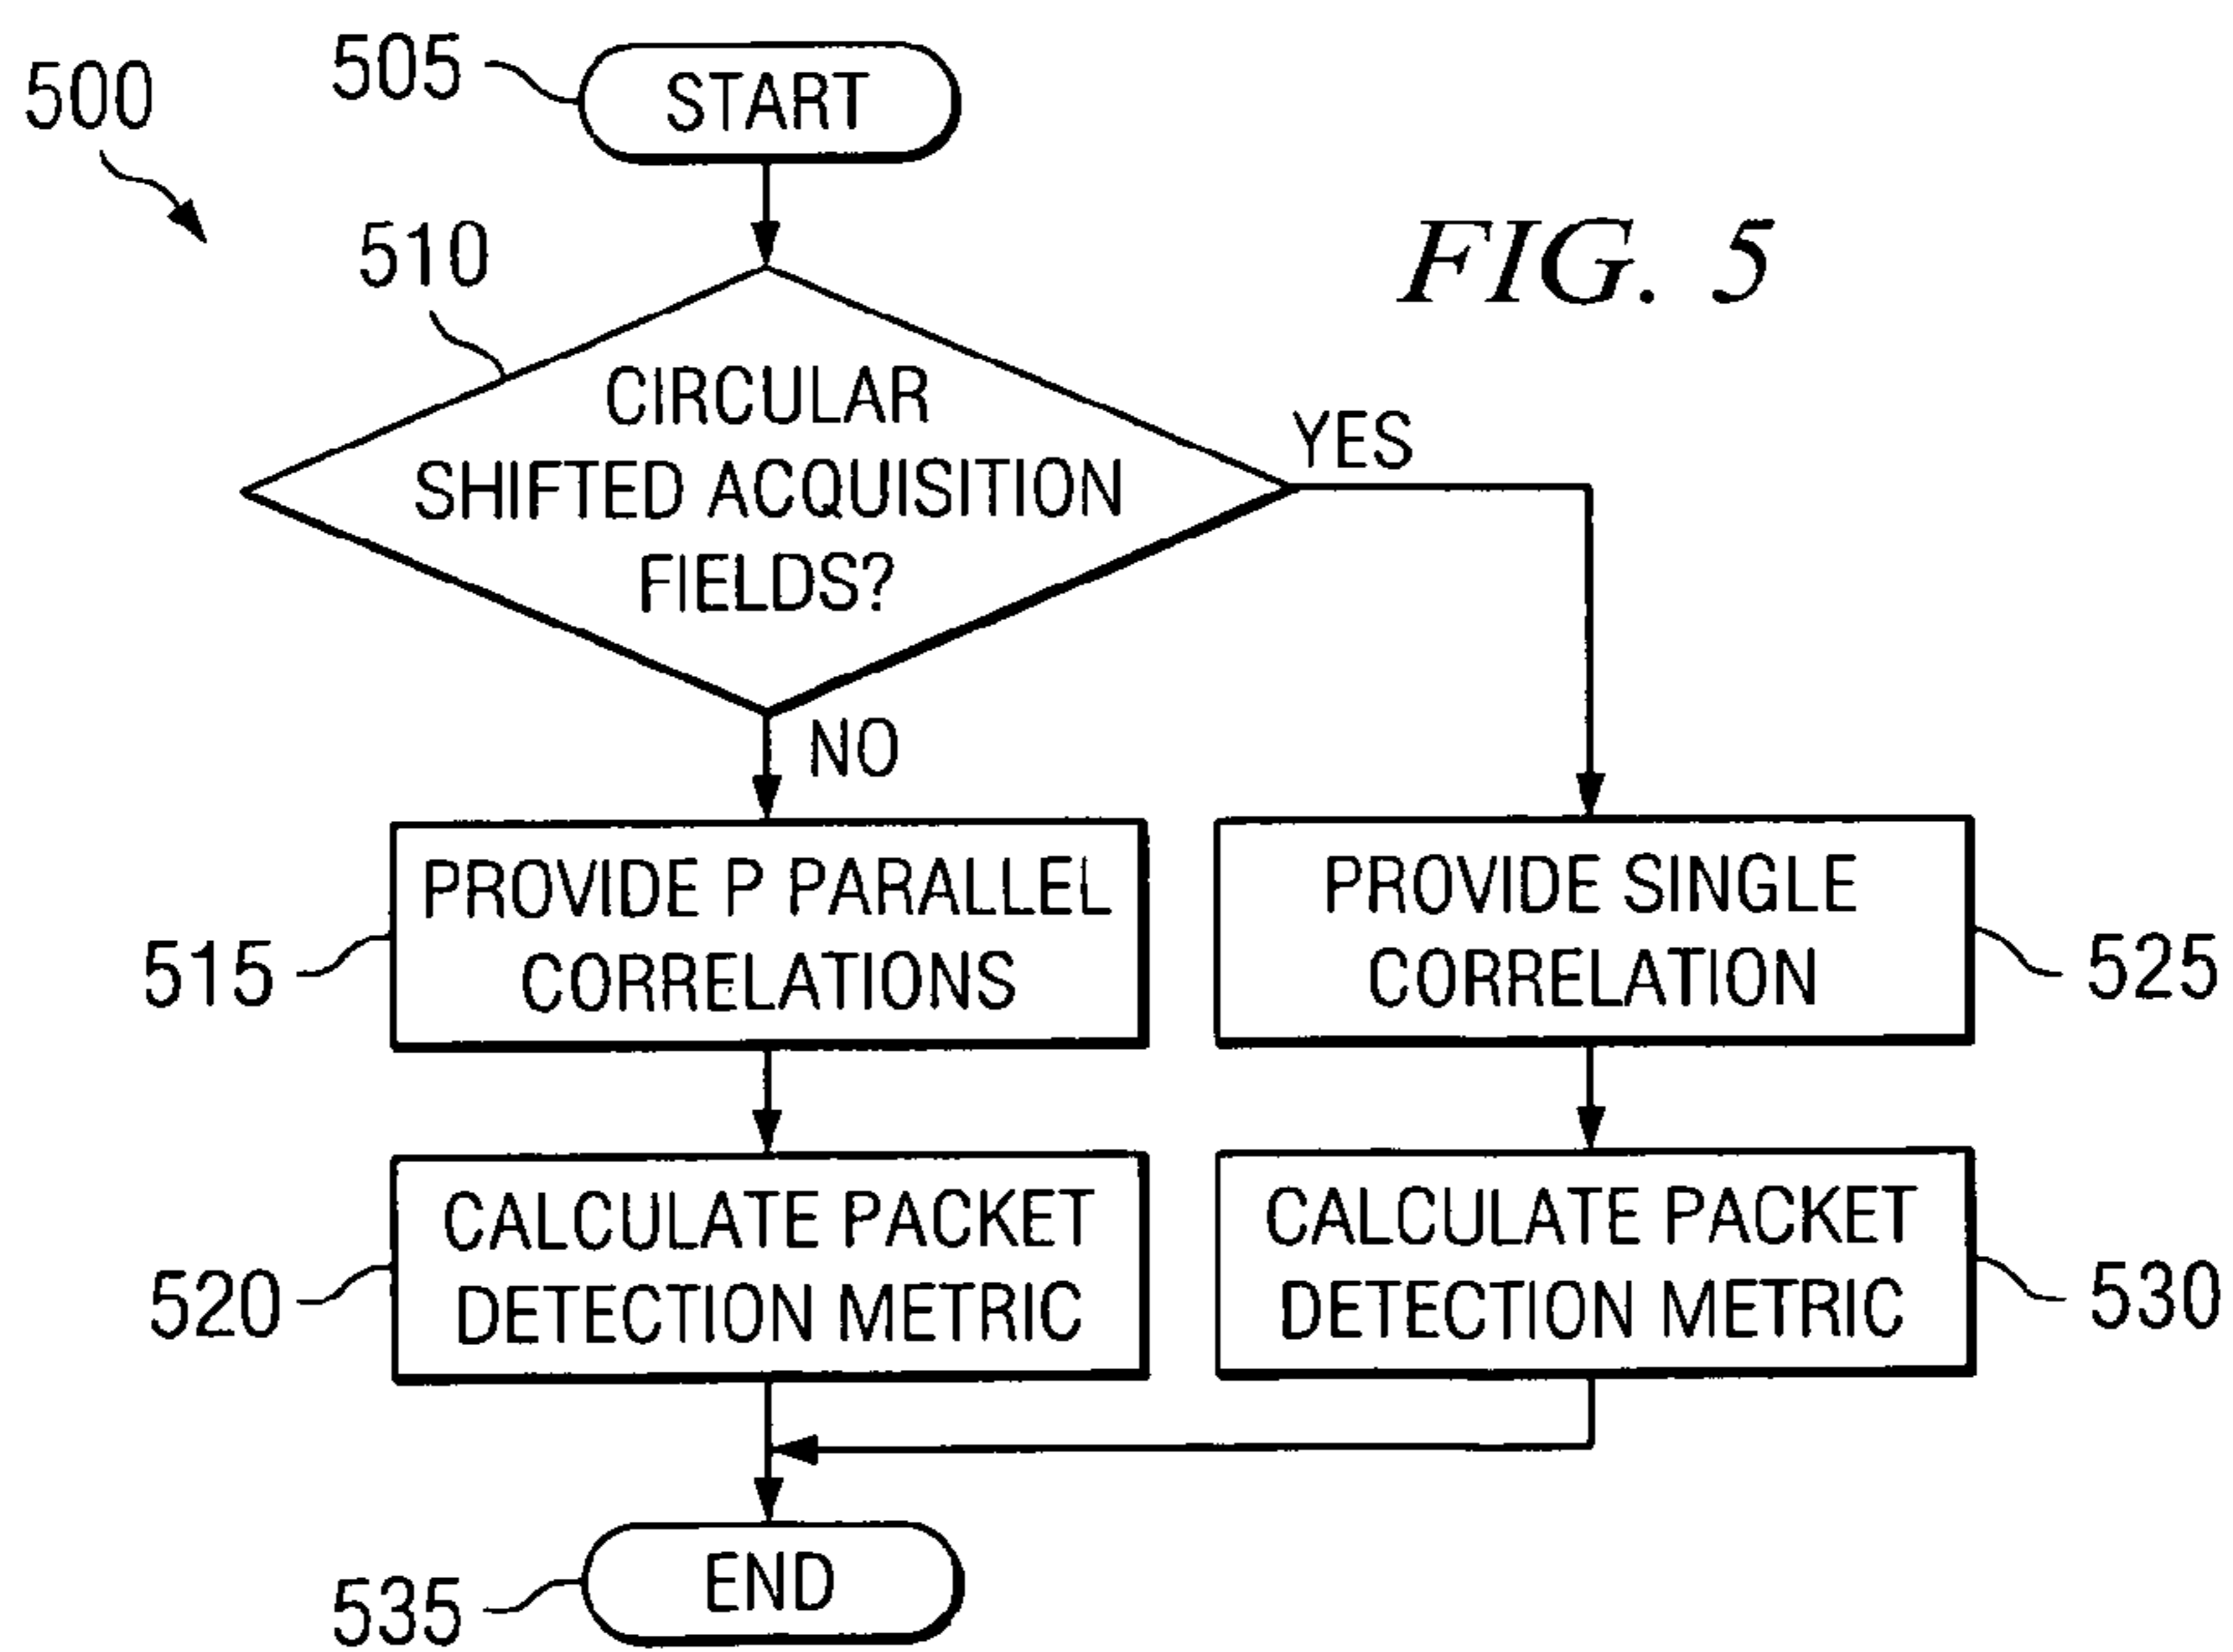 500
505
START
FIG. 5
510
CIRCULAR
SHIFTED ACQUISITION
FIELDS?
YES
NO
PROVIDE P PARALLEL
CORRELATIONS
515
PROVIDE SINGLE
CORRELATION
525
CALCULATE PACKET
DETECTION METRIC
520
CALCULATE PACKET
DETECTION METRIC
530
END
535